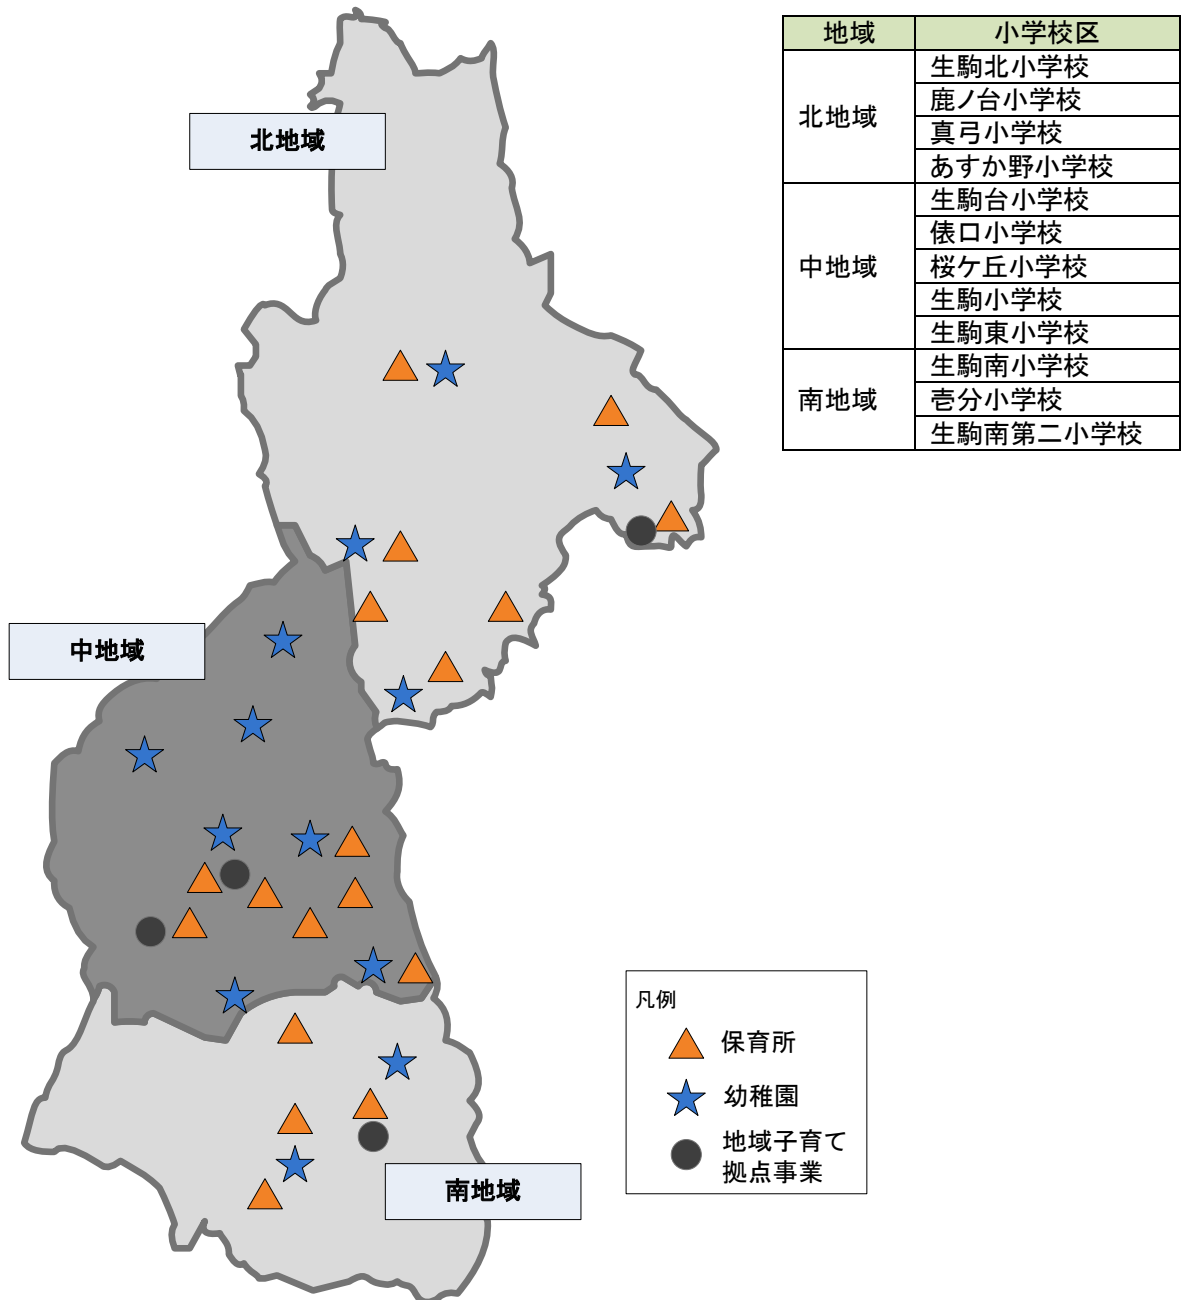 地域 小学校区
北地域
生駒北小学校
鹿ノ台小学校
真弓小学校
あすか野小学校
中地域
生駒台小学校
俵口小学校
桜ケ丘小学校
生駒小学校
生駒東小学校
南地域
生駒南小学校
壱分小学校
生駒南第二小学校
北地域
中地域
南地域
凡例
保育所
幼稚園
地域子育て
拠点事業